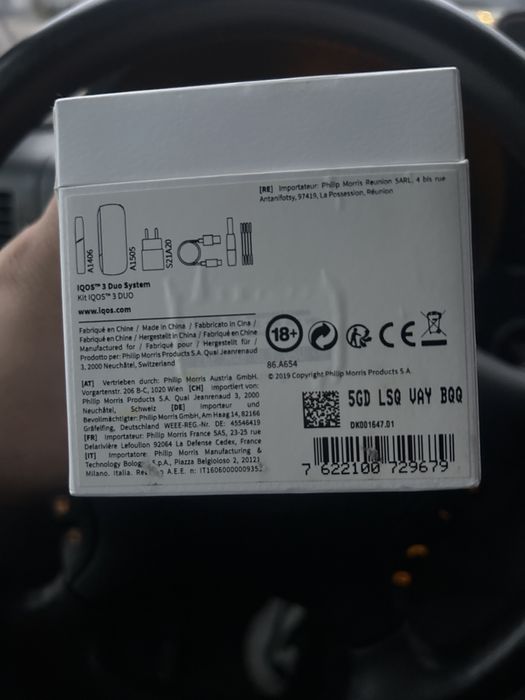 [RE] Importateur: Philip Morris Reunion SARL, 4 bis rue
Antanifotsy, 97419, La Possession, Réunion
A1406
A1505
S21A20
IQOS™ 3 Duo System
Kit IQOS™ 3 DUO
www.iqos.com
Fabriqué en Chine / Made in China / Fabbricato in Cina /
Fabriqué en Chine / Hergestellt in China / Fabriqué en Chine
Manufactured for / Fabriqué pour / Hergestellt für /
Prodotto per: Philip Morris Products S.A. Quai Jeanrenaud
3, 2000 Neuchâtel, Switzerland
18+
CE
86.A654
© 2019 Copyright Philip Morris Products S.A.
[AT] Vertrieben durch: Philip Morris Austria GmbH,
Vorgartenstr. 206 B-C, 1020 Wien [CH] Importiert von:
Philip Morris Products S.A. Quai Jeanrenaud 3, 2000
Neuchâtel, Schweiz [DE] Importeur und
Bevollmächtigter: Philip Morris GmbH, Am Haag 14, 82166
Gräfelfing, Deutschland WEEE-REG.-Nr. DE: 45546419
[FR] Importateur: Philip Morris France SAS, 23-25 rue
Delarivière Lefoullon 92064 La Defense Cedex, France
[IT] Importatore: Philip Morris Manufacturing &
Technology Bologna S.p.A., Piazza Belgioioso 2, 20121
Milano, Italia. A.E.E. n: IT16060000009352
5GD LSQ VAY BQQ
DK001647.01
7 622100 729679